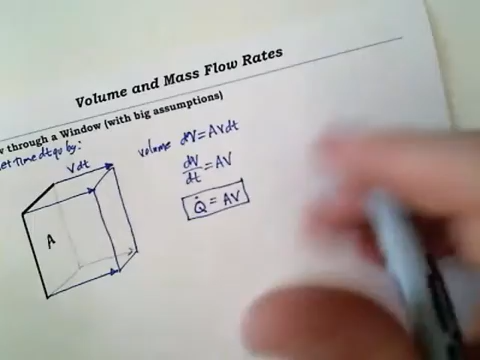 Volume and Mass Flow Rates
through a Window (with big assumptions)
let time dt go by:
Vdt
volume dV = AVdt
dV/dt = AV
A
Q̇ = AV